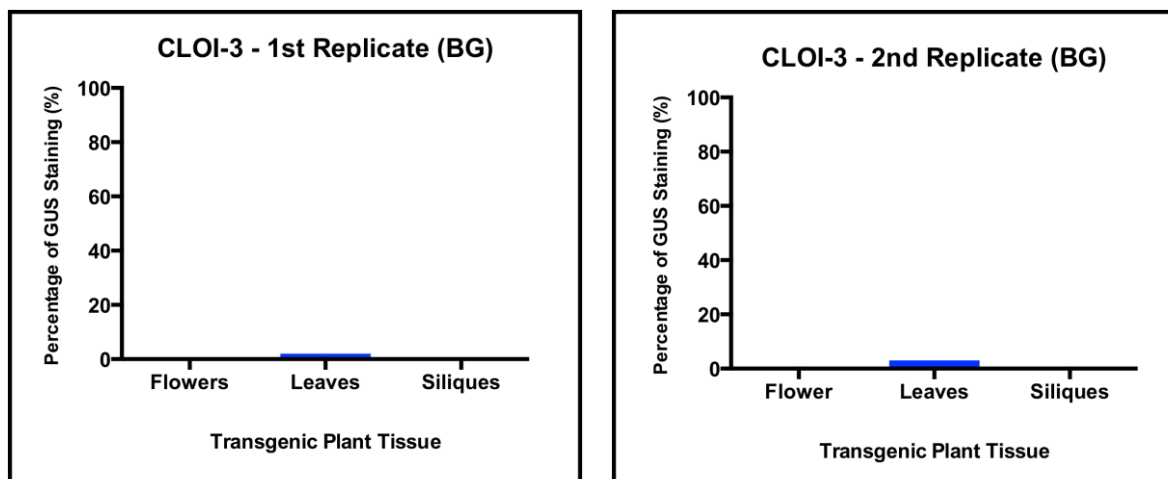 CLOI-3 - 1st Replicate (BG)
Percentage of GUS Staining (%)
100
80
60
40
20
0
Flowers Leaves Siliques
Transgenic Plant Tissue
CLOI-3 - 2nd Replicate (BG)
Percentage of GUS Staining (%)
100
80
60
40
20
0
Flower Leaves Siliques
Transgenic Plant Tissue